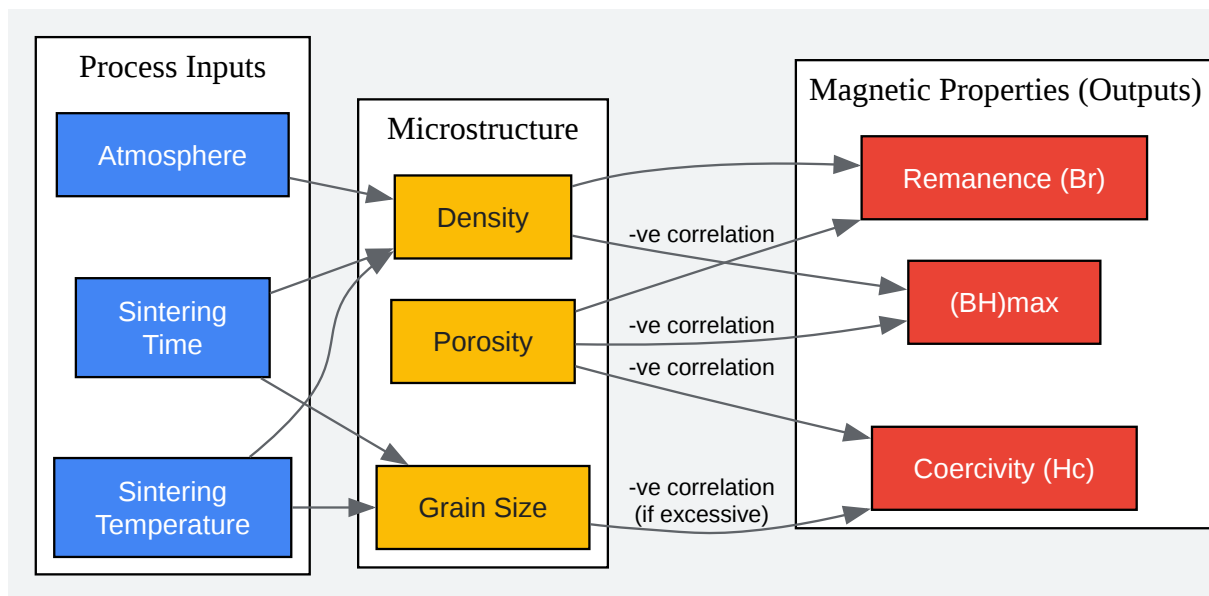 Process Inputs
Atmosphere
Sintering
Time
Sintering
Temperature
Microstructure
Density
Porosity
Grain Size
-ve correlation
-ve correlation
-ve correlation
-ve correlation
(if excessive)
Magnetic Properties (Outputs)
Remanence (Br)
(BH)max
Coercivity (Hc)